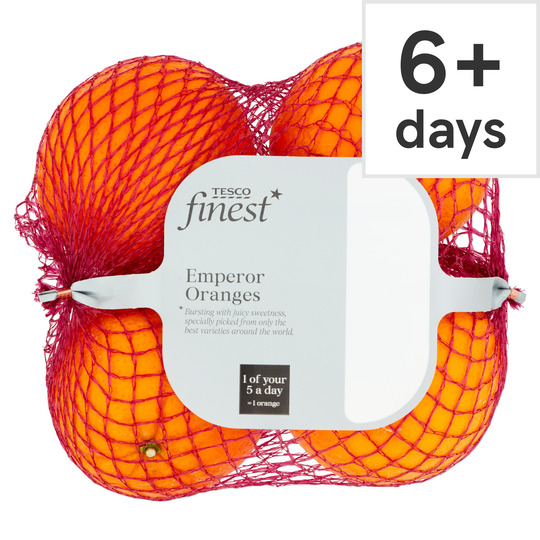 6+
days
TESCO
finest*
Emperor
Oranges
*Bursting with juicy sweetness,
specially picked from only the
best varieties around the world.
1 of your
5 a day
= 1 orange